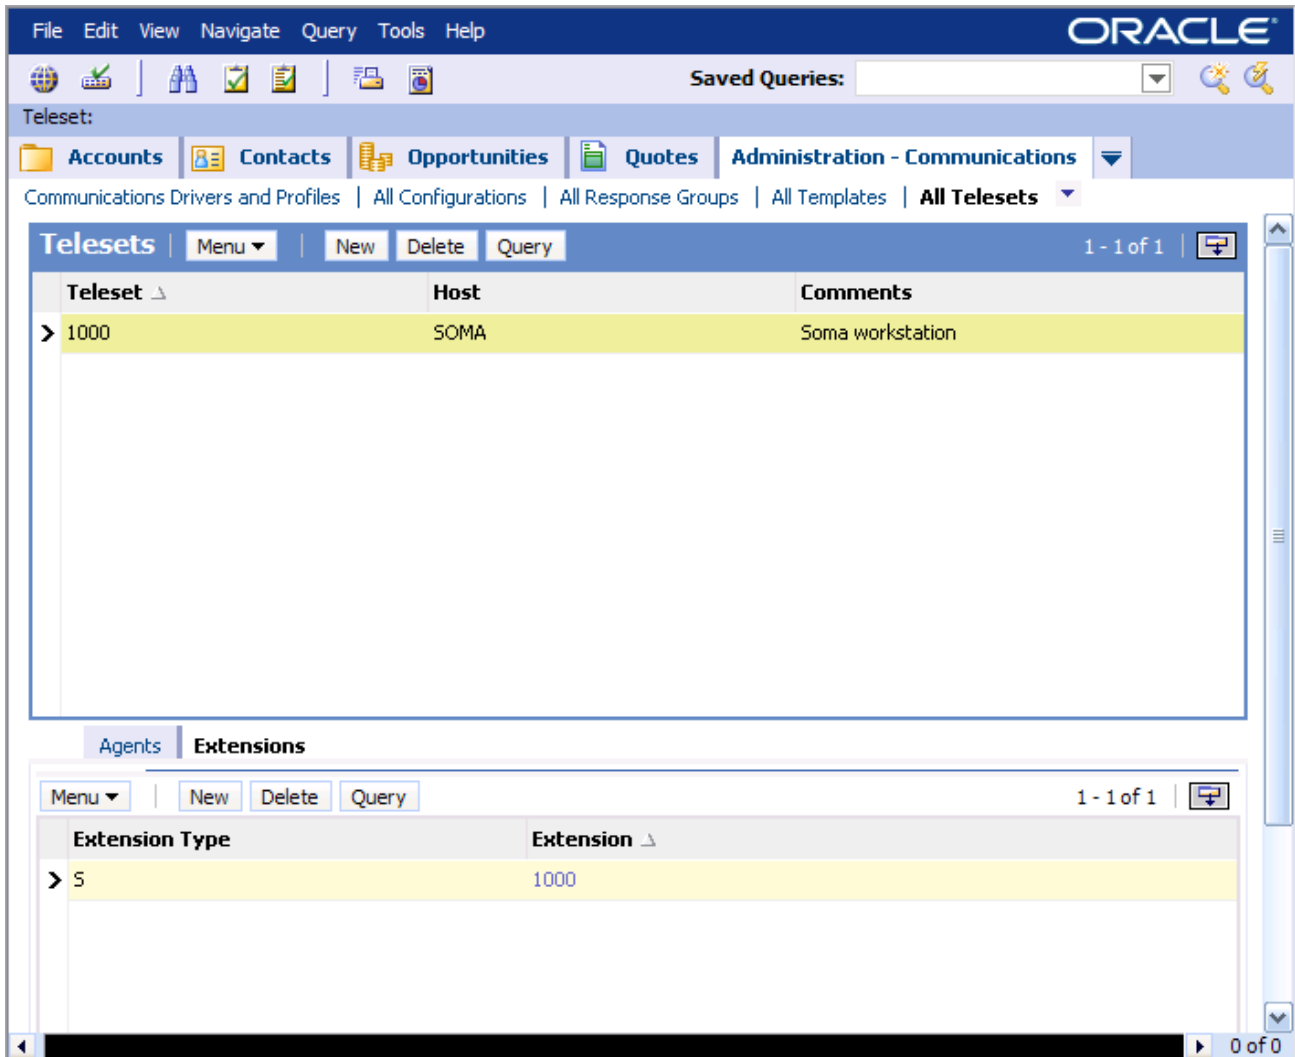 File Edit View Navigate Query Tools Help ORACLE
Saved Queries:
Teleset:
Accounts Contacts Opportunities Quotes Administration - Communications
Communications Drivers and Profiles | All Configurations | All Response Groups | All Templates | All Telesets
Telesets | Menu | New Delete Query 1 - 1 of 1
Teleset Host Comments
1000 SOMA Soma workstation
Agents Extensions
Menu | New Delete Query 1 - 1 of 1
Extension Type Extension
S 1000
0 of 0